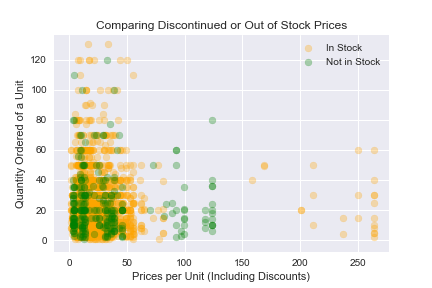 Comparing Discontinued or Out of Stock Prices
In Stock
Not in Stock
Quantity Ordered of a Unit
120
100
80
60
40
20
0
0
50
100
150
200
250
Prices per Unit (Including Discounts)